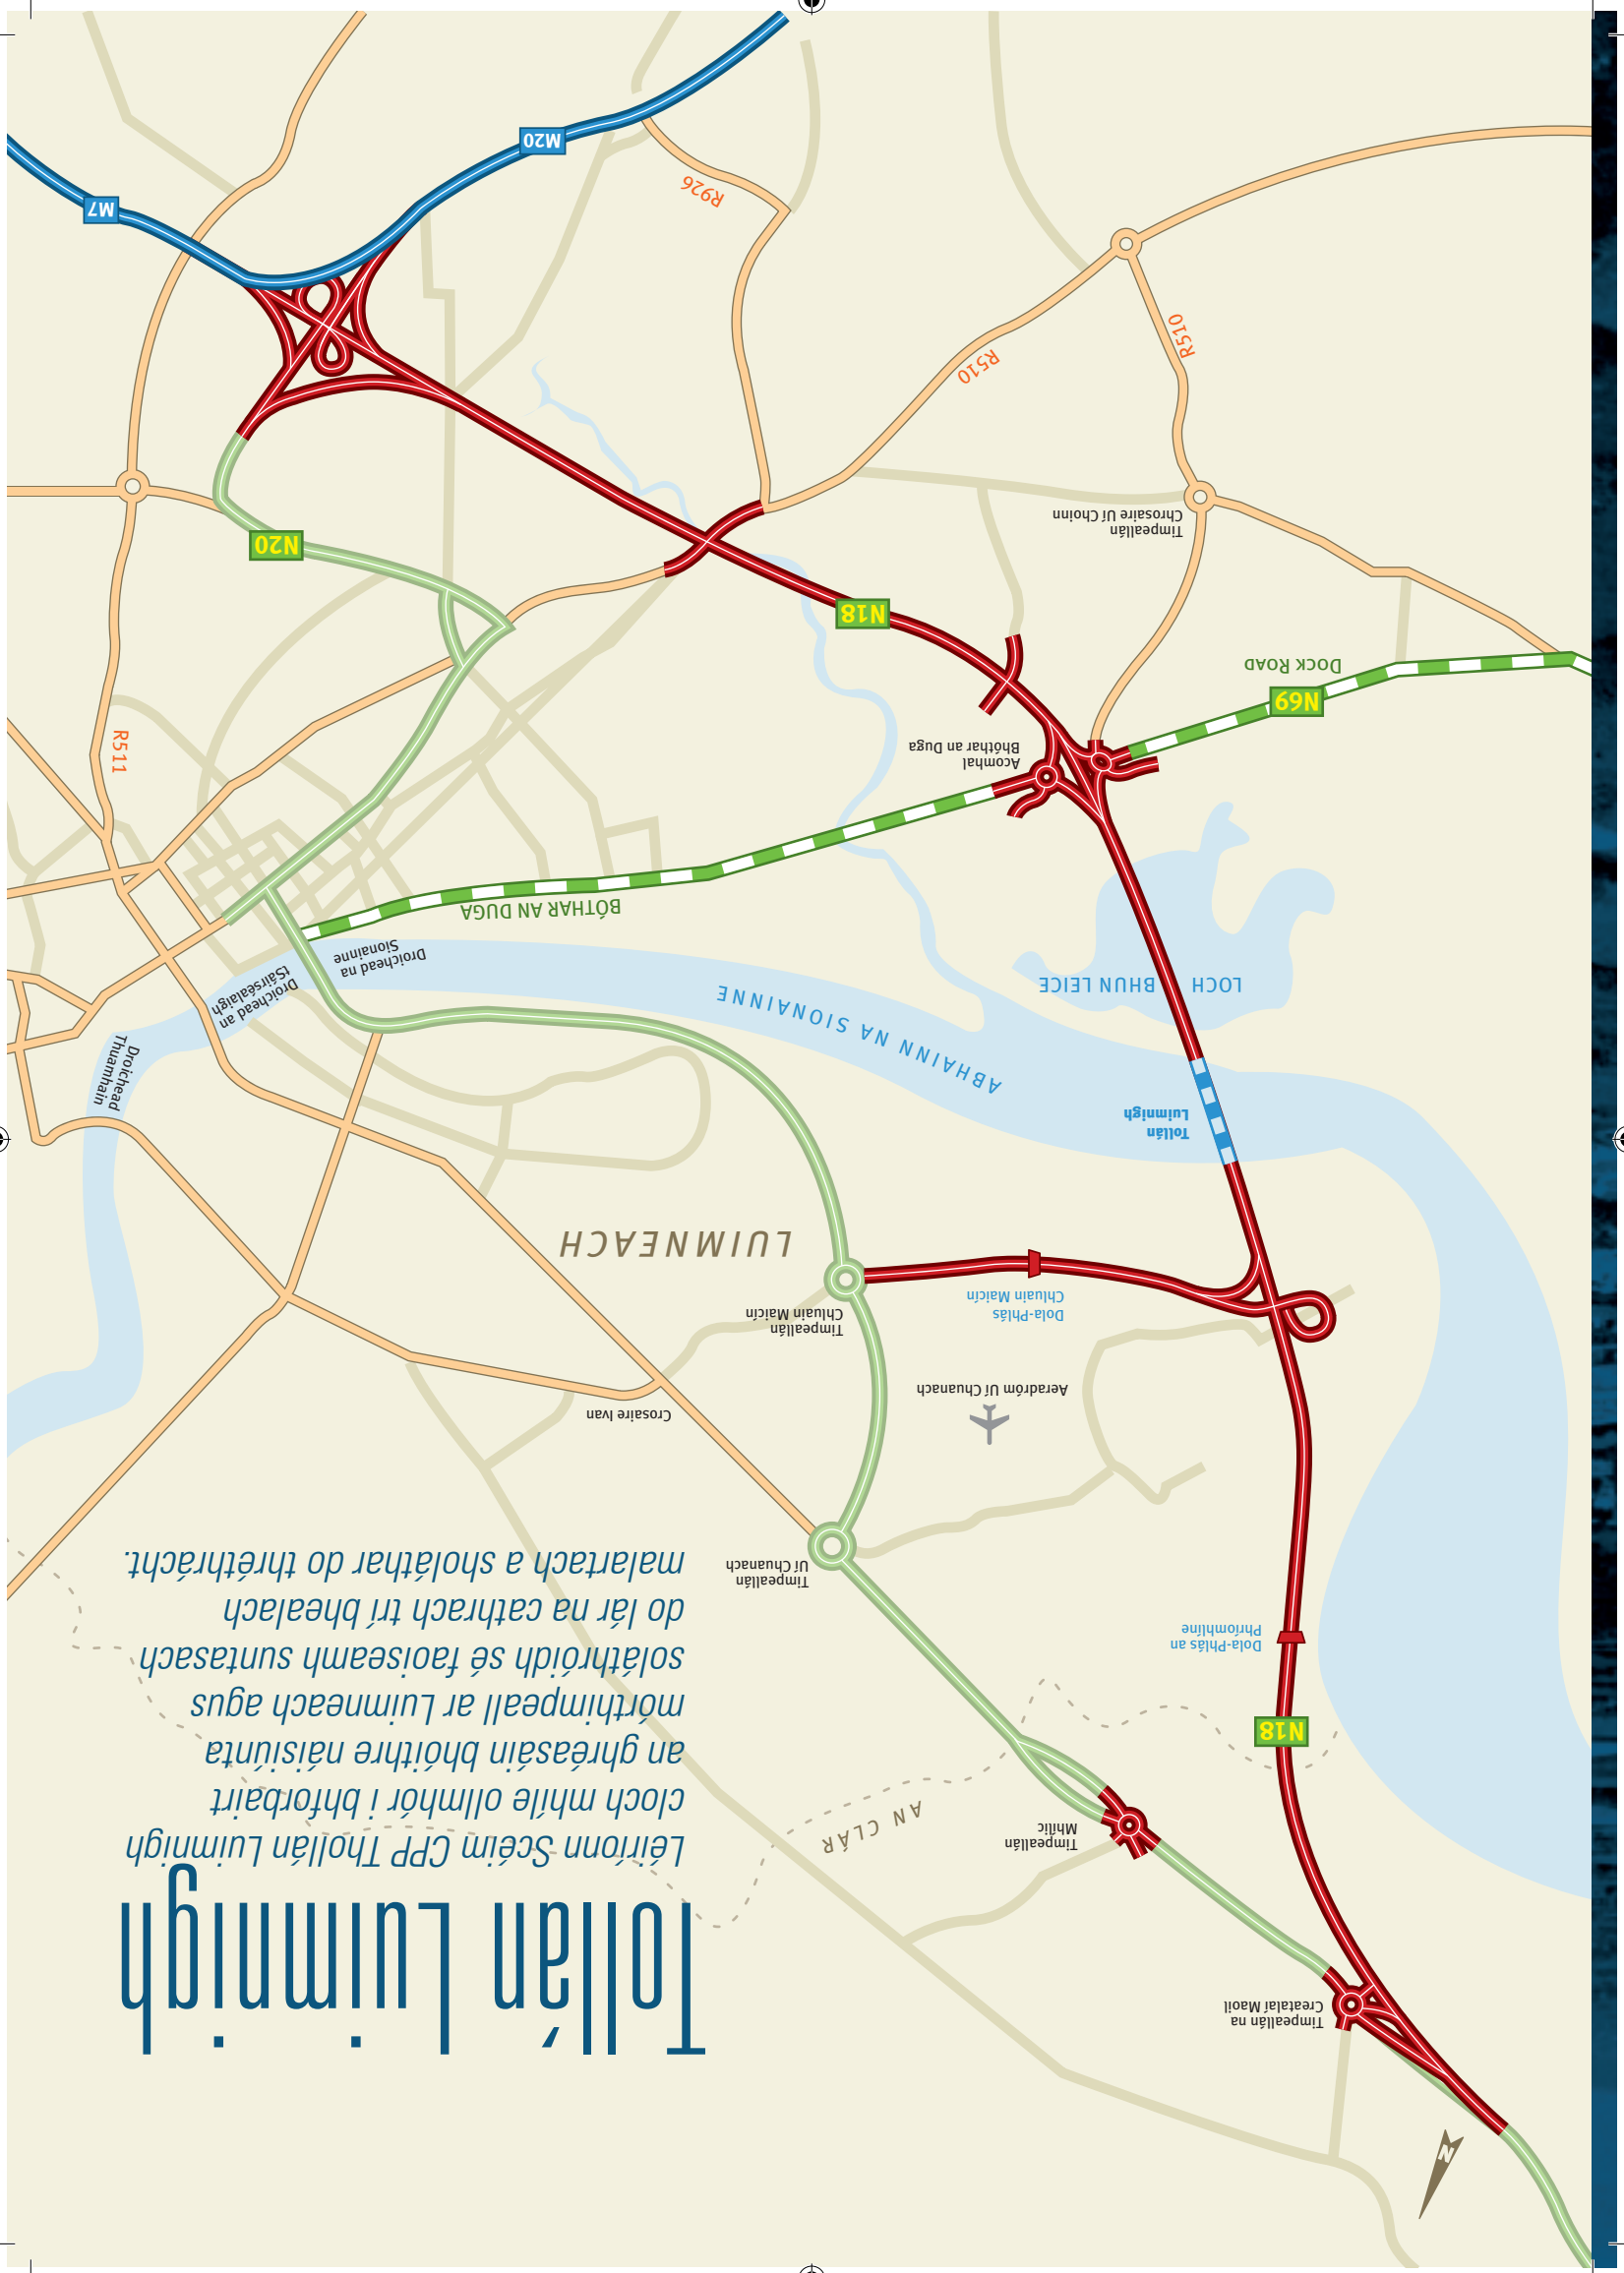 Tollán Luimnigh
Léiríonn Scéim CPP Thollán Luimnigh
cloch mhíle ollmhór i bhforbairt
an ghréasáin bhóithre náisiúnta
mórthimpeall ar Luimneach agus
soláthróidh sé faoiseamh suntasach
do lár na cathrach trí bhealach
malartach a sholáthar do thréthrácht.
N
Timpeallán na
Creatalaí Maoil
Timpeallán
Mhílic
AN CLÁR
N18
Dola-Phlás an
Phríomhlíne
Timpeallán
Uí Chuanach
Crosaire Ivan
Aeradróm Uí Chuanach
Timpeallán
Chluain Maicín
Dola-Phlás
Chluain Maicín
LUIMNEACH
Tollán
Luimnigh
Droichead
Thuamhain
ABHAINN NA SIONAINNE
LOCH BHUN LEICE
Droichead an
tSáirséalaigh
Droichead na
Sionainne
BÓTHAR AN DUGA
Acomhal
Bhóthar an Duga
R511
N69
DOCK ROAD
N18
N20
Timpeallán
Chrosaire Uí Choinn
R510
R510
R926
M7
M20